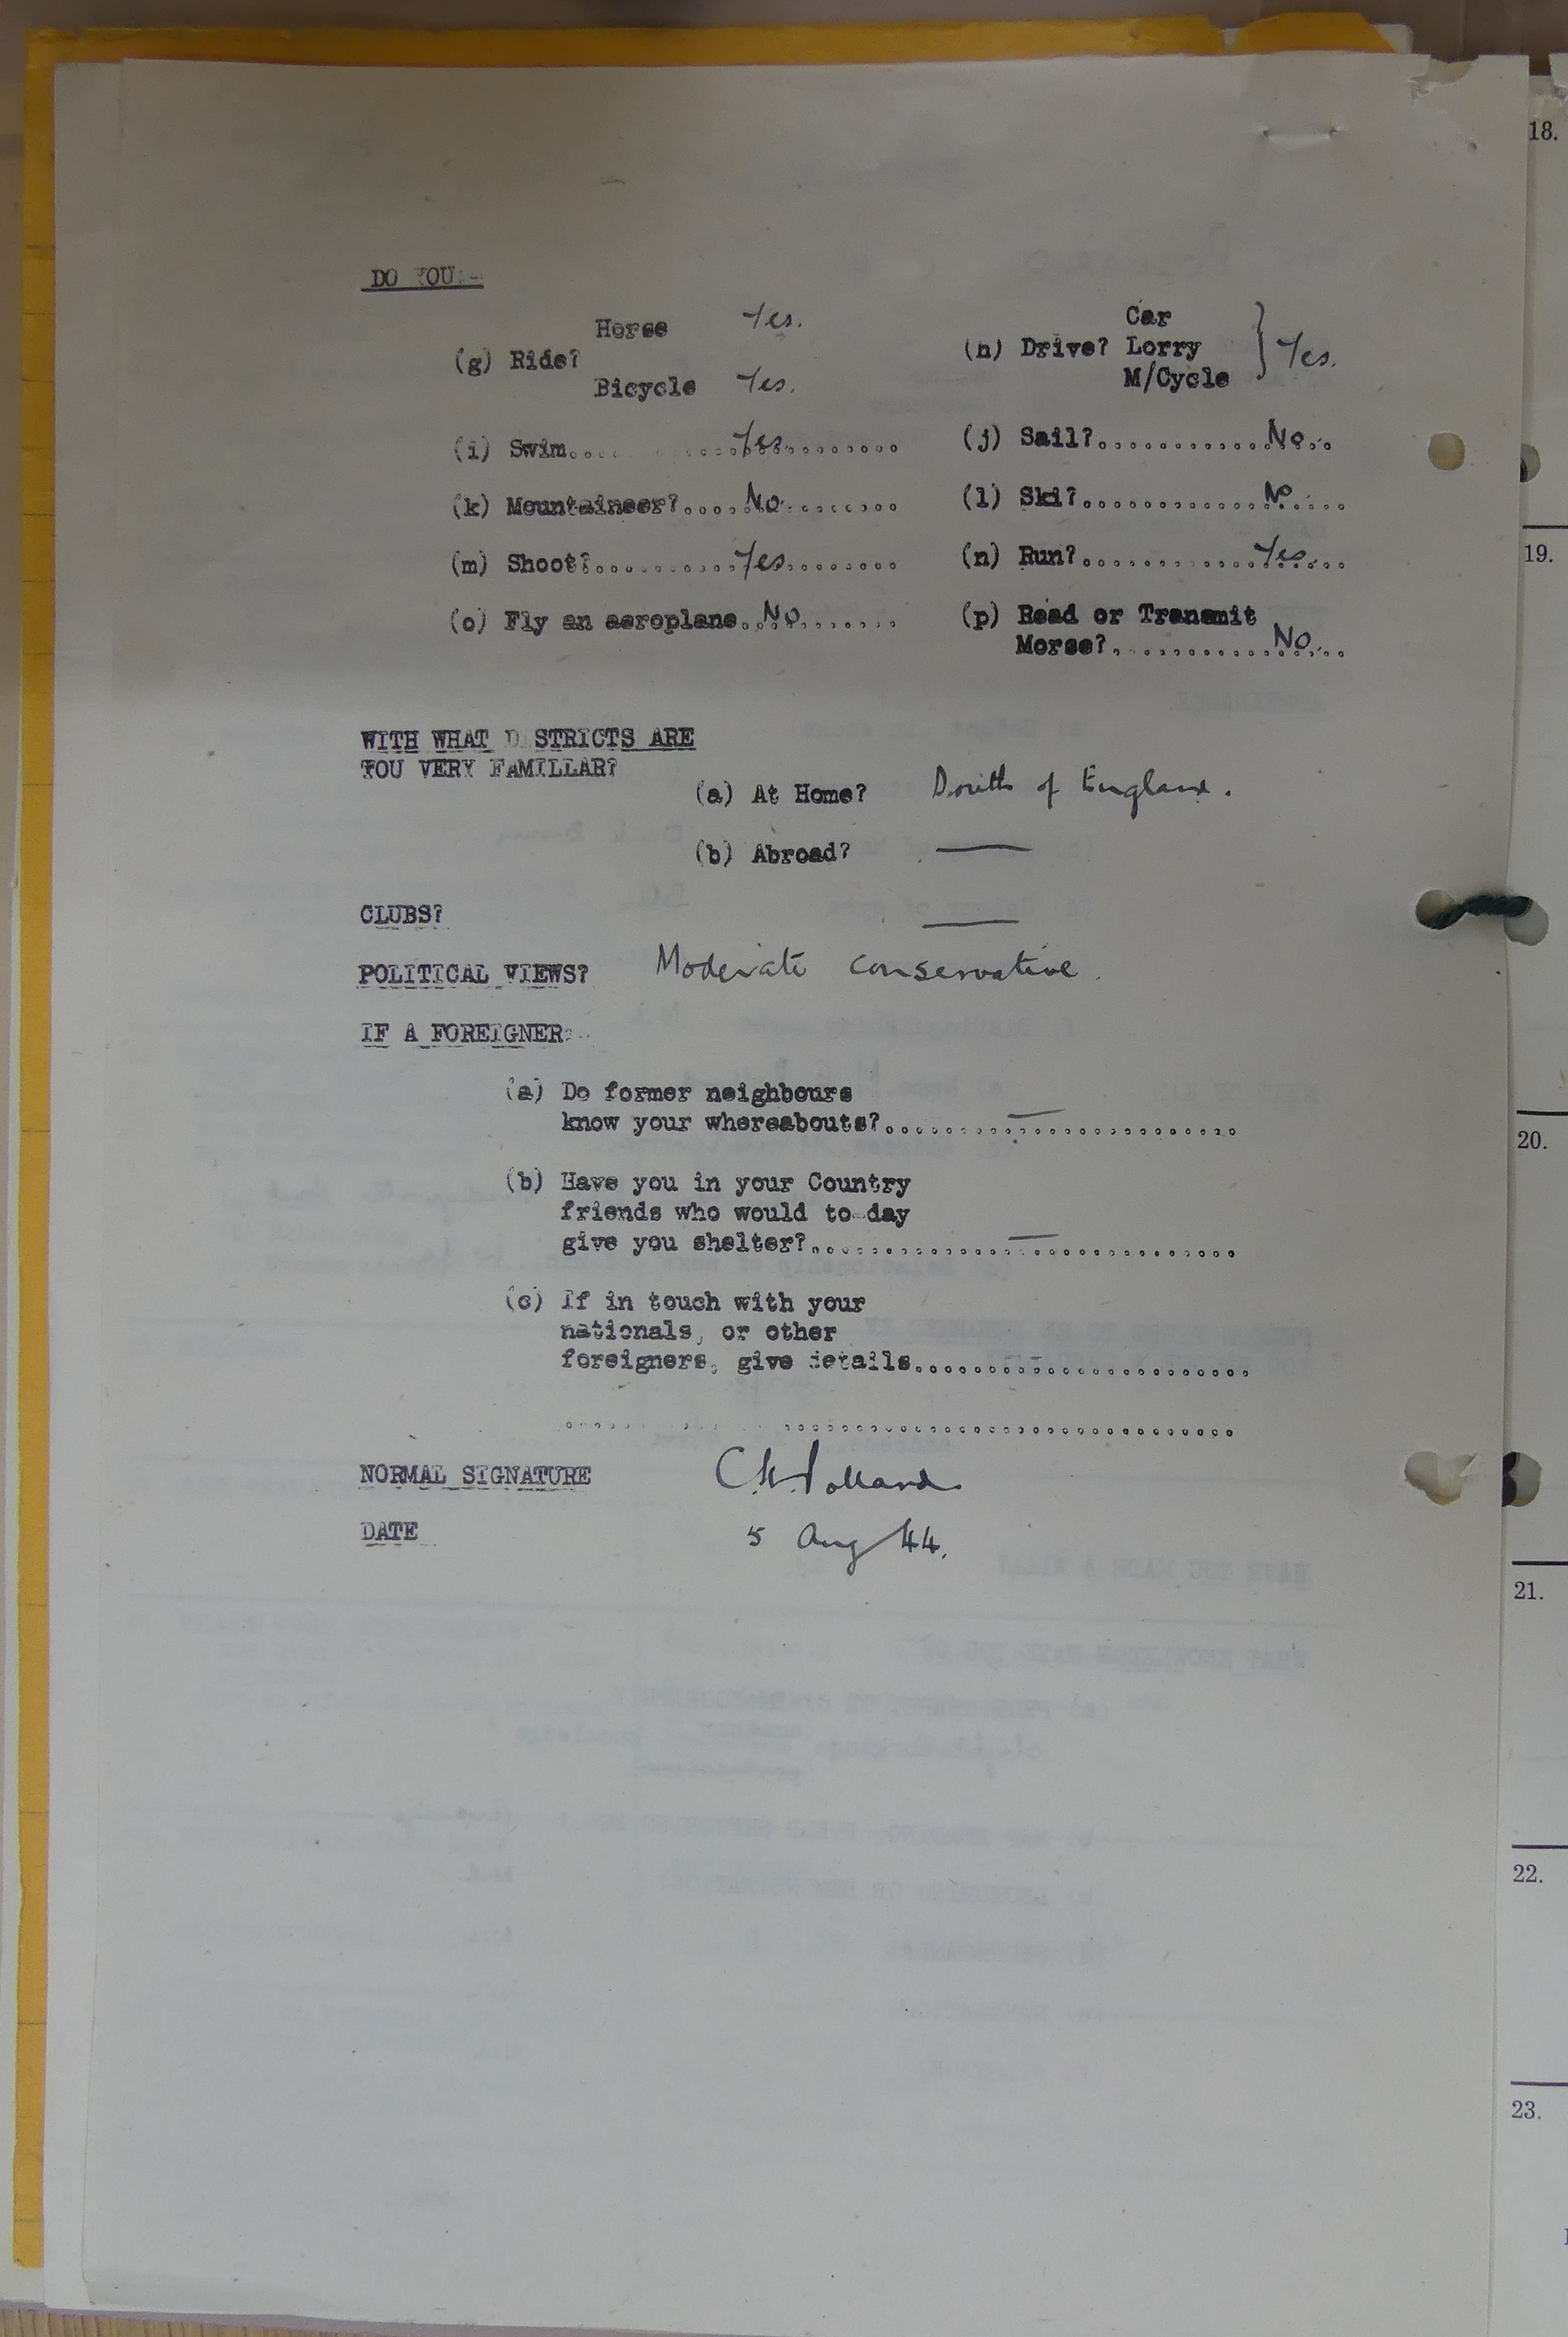 DO YOU:-
Horse Yes.
(g) Ride?
Bicycle Yes.
Car
(h) Drive? Lorry } Yes.
M/Cycle
(i) Swim.... Yes.........
(j) Sail?............No...
(k) Mountaineer?....No.........
(l) Ski?..............No.....
(m) Shoot?..........Yes........
(n) Run?............Yes....
(o) Fly an aeroplane..No........
(p) Read or Transmit
Morse?............No...
WITH WHAT DISTRICTS ARE
YOU VERY FAMILLAR?
(a) At Home? South of England.
(b) Abroad? —
CLUBS? —
POLITICAL VIEWS? Moderate conservative.
IF A FOREIGNER:-
(a) Do former neighbours
know your whereabouts?........—...............
(b) Have you in your Country
friends who would to-day
give you shelter?.............—.............
(c) If in touch with your
nationals, or other
foreigners, give details.......................
............................................
NORMAL SIGNATURE C.W.Pollard.
DATE 5 Aug 44.
18.
19.
20.
21.
22.
23.